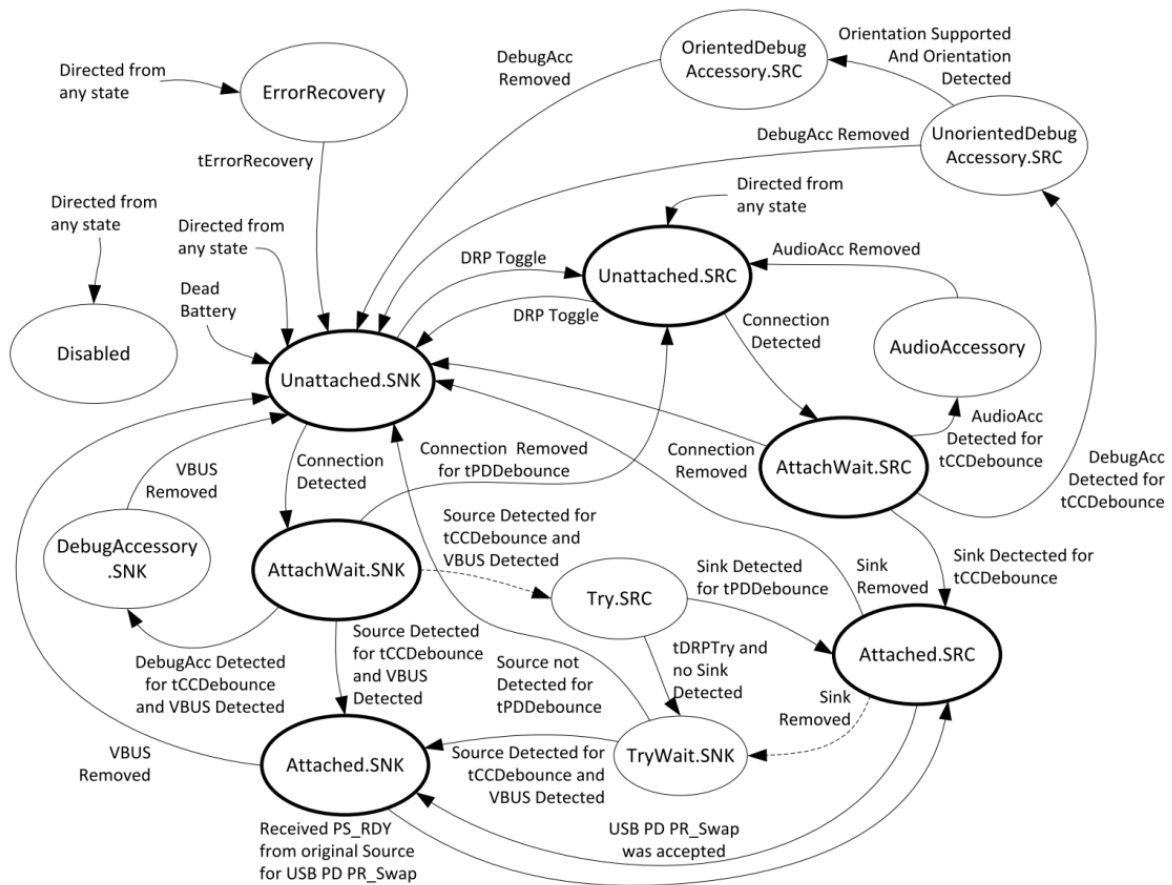 Directed from
any state
ErrorRecovery
tErrorRecovery
DebugAcc
Removed
OrientedDebug
Accessory.SRC
Orientation Supported
And Orientation
Detected
DebugAcc Removed
UnorientedDebug
Accessory.SRC
Directed from
any state
Directed from
any state
Dead
Battery
Disabled
DRP Toggle
DRP Toggle
Directed from
any state
Unattached.SRC
AudioAcc Removed
Connection
Detected
AudioAccessory
Unattached.SNK
VBUS
Removed
Connection
Detected
Connection  Removed
for tPDDebounce
Connection
Removed
AttachWait.SRC
AudioAcc
Detected for
tCCDebounce
DebugAcc
Detected for
tCCDebounce
DebugAccessory
.SNK
AttachWait.SNK
Source Detected for
tCCDebounce and
VBUS Detected
Try.SRC
Sink Detected
for tPDDebounce
Sink
Removed
Sink Dectected for
tCCDebounce
DebugAcc Detected
for tCCDebounce
and VBUS Detected
Source Detected
for tCCDebounce
and VBUS
Detected
Source not
Detected for
tPDDebounce
tDRPTry and
no Sink
Detected
Attached.SRC
Sink
Removed
VBUS
Removed
Attached.SNK
Source Detected for
tCCDebounce and
VBUS Detected
TryWait.SNK
Received PS_RDY
from original Source
for USB PD PR_Swap
USB PD PR_Swap
was accepted